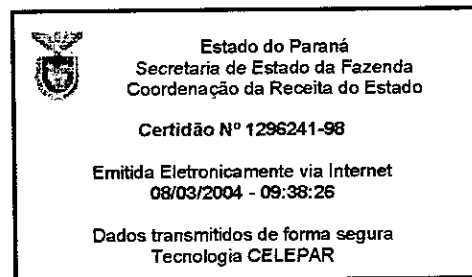 Estado do Paraná
Secretaria de Estado da Fazenda
Coordenação da Receita do Estado
Certidão Nº 1296241-98
Emitida Eletronicamente via Internet
08/03/2004 - 09:38:26
Dados transmitidos de forma segura
Tecnologia CELEPAR